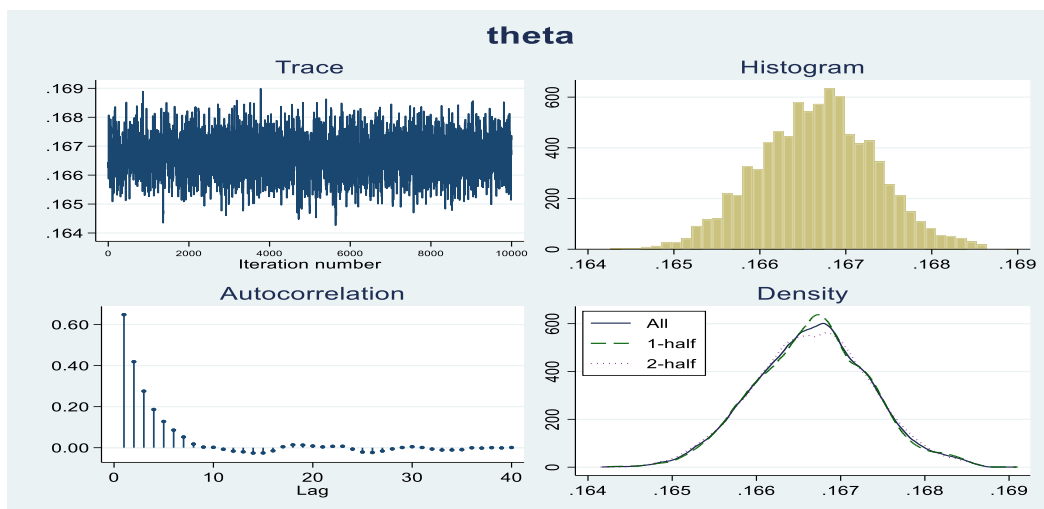 theta
Trace
.169
.168
.167
.166
.165
.164
0 2000 4000 6000 8000 10000
Iteration number
Histogram
600
400
200
0
.164 .165 .166 .167 .168 .169
Autocorrelation
0.60
0.40
0.20
0.00
0 10 20 30 40
Lag
Density
All
1-half
2-half
600
400
200
0
.164 .165 .166 .167 .168 .169